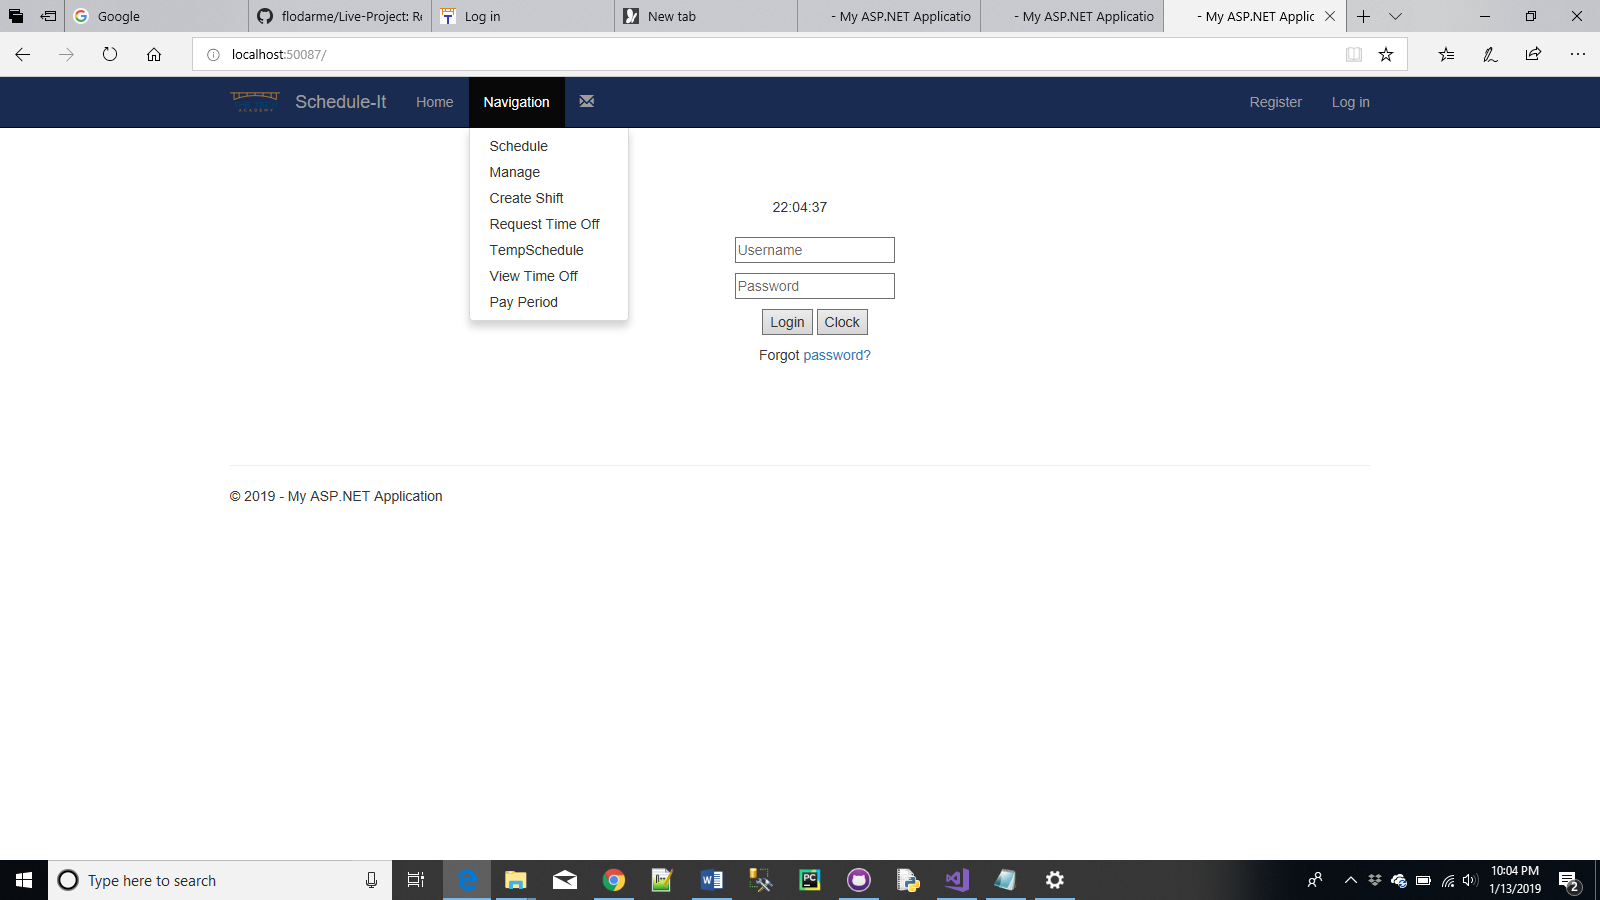 Google
flodarme/Live-Project: Re
Log in
New tab
- My ASP.NET Applicatio
- My ASP.NET Applicatio
- My ASP.NET Applic
localhost:50087/
ACADEMY
Schedule-It
Home
Navigation
Register
Log in
Schedule
Manage
Create Shift
Request Time Off
TempSchedule
View Time Off
Pay Period
22:04:37
Username
Password
Login
Clock
Forgot password?
© 2019 - My ASP.NET Application
Type here to search
10:04 PM
1/13/2019
2